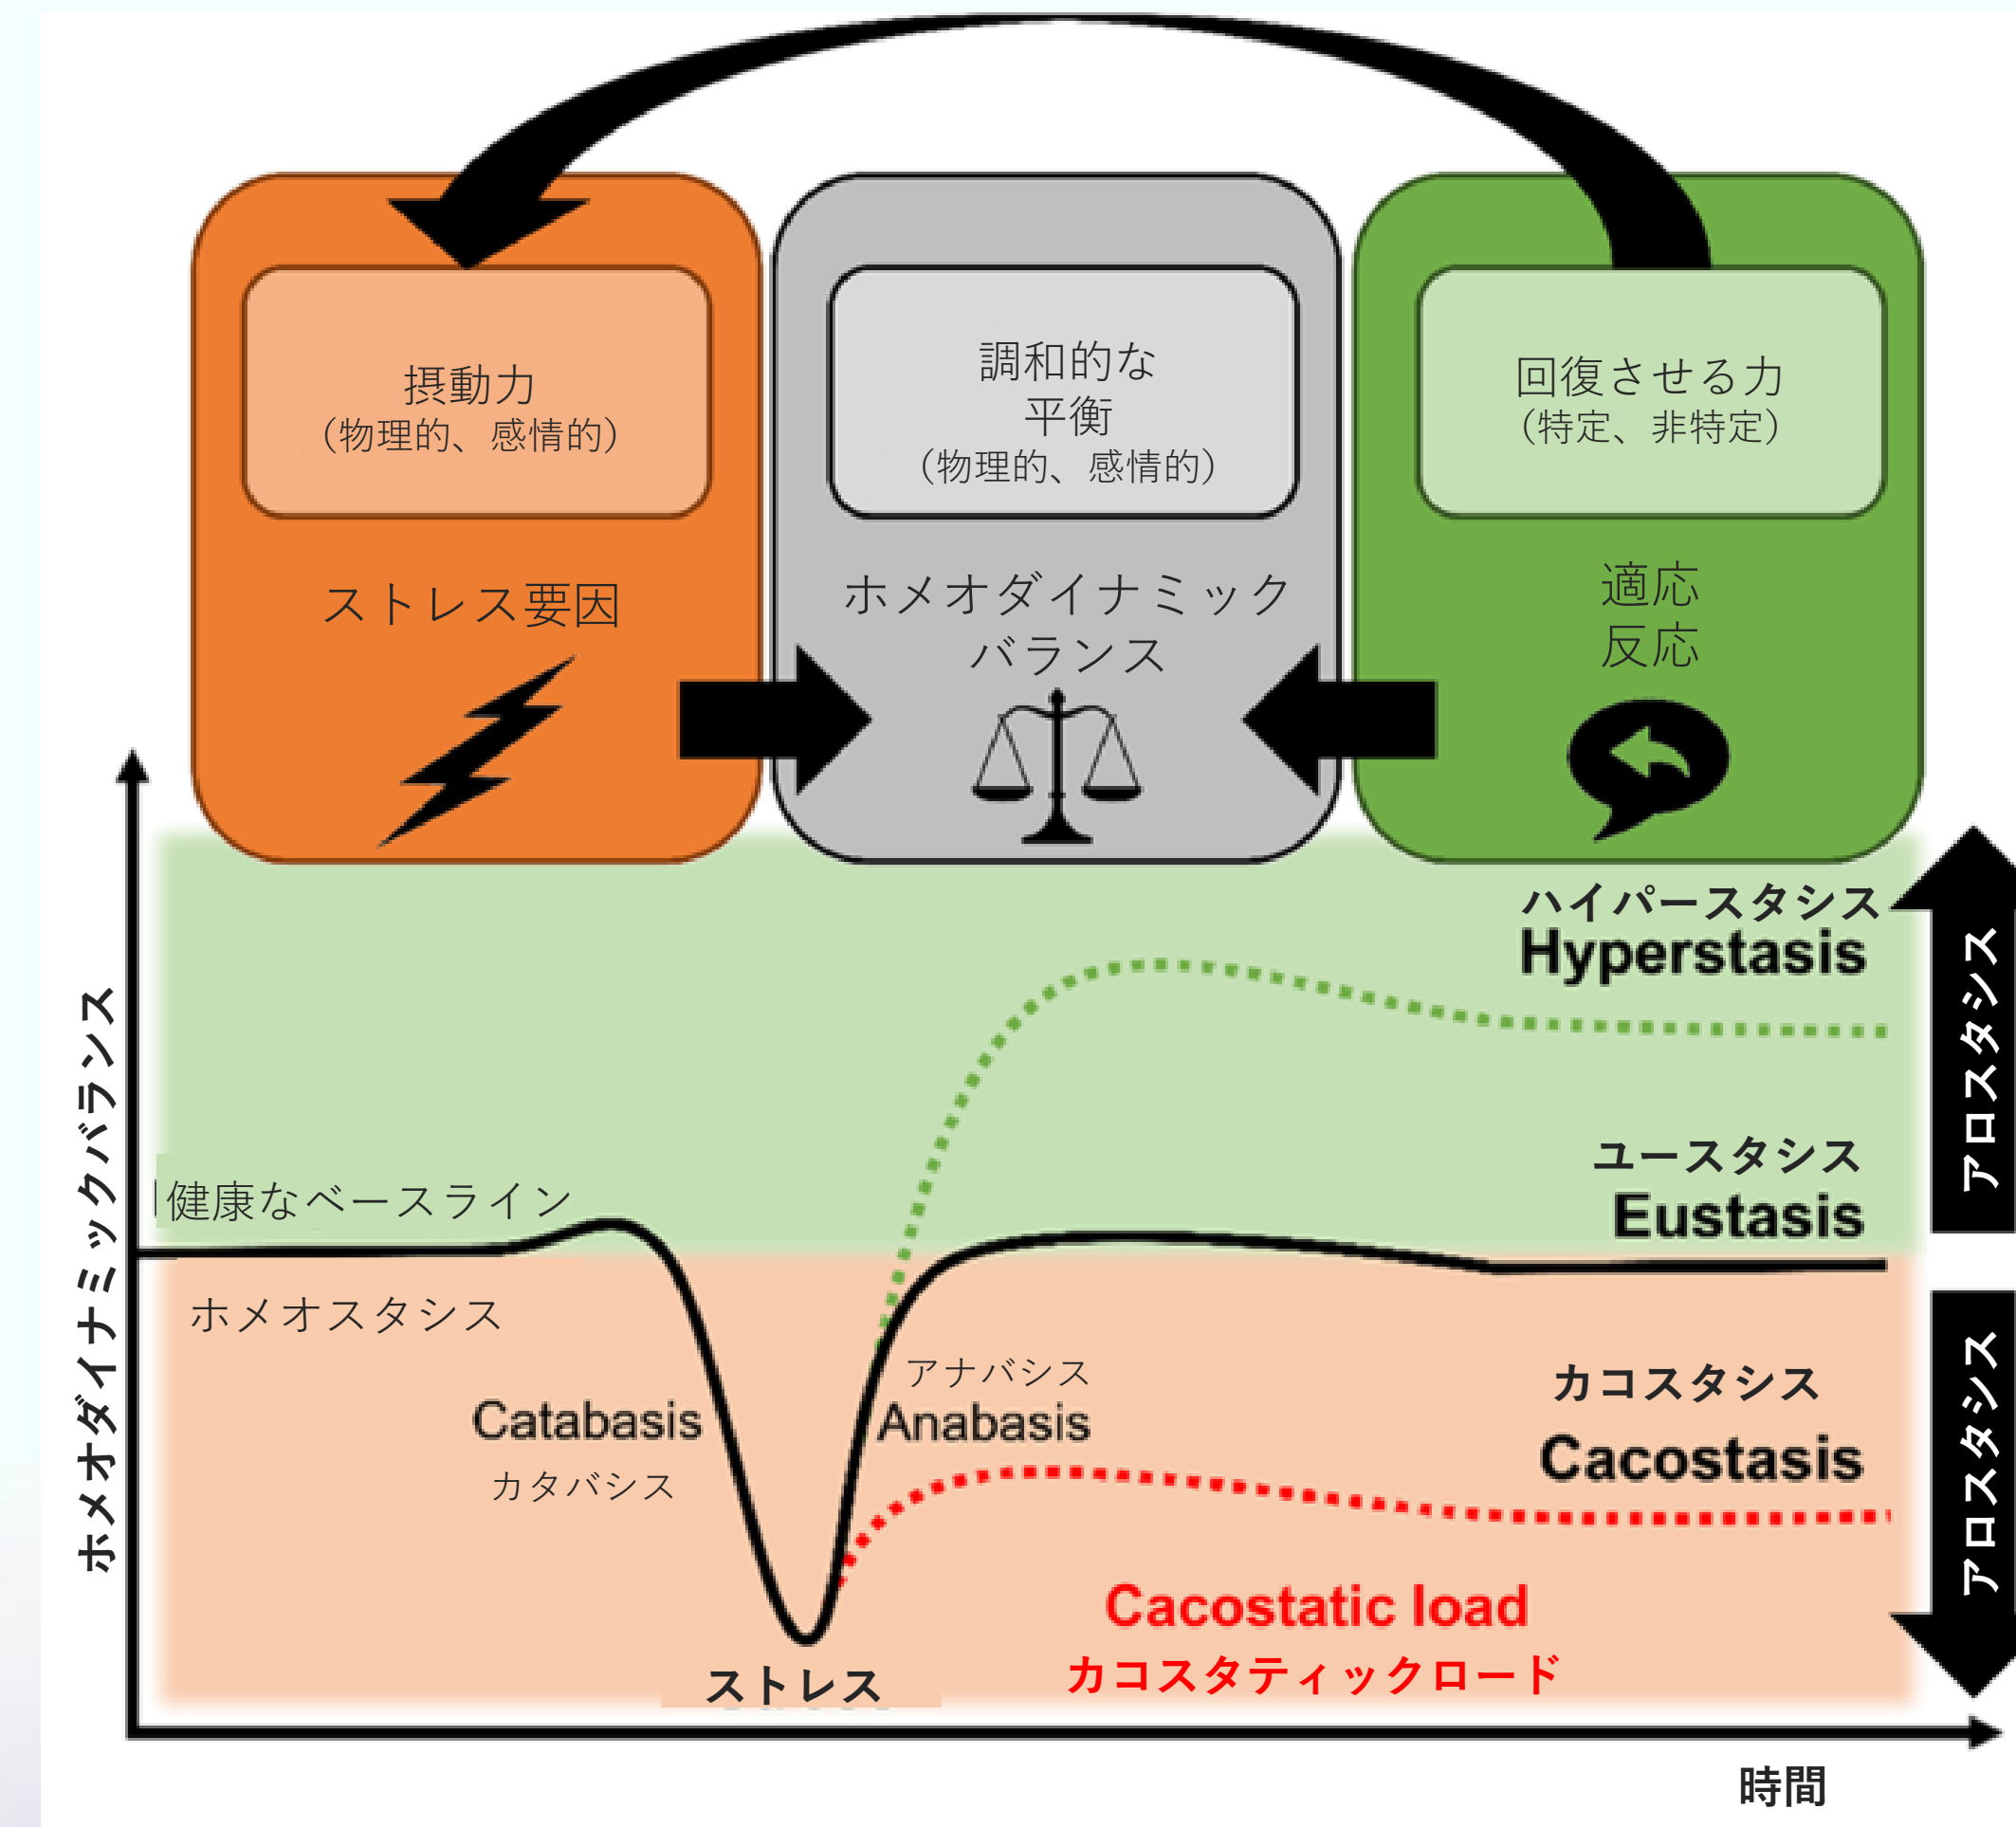 摂動力
（物理的、感情的）
ストレス要因
調和的な
平衡
（物理的、感情的）
ホメオダイナミック
バランス
回復させる力
（特定、非特定）
適応
反応
ホメオダイナミックバランス
ハイパースタシス
Hyperstasis
アロスタシス
健康なベースライン
ユースタシス
Eustasis
ホメオスタシス
アナバシス
Anabasis
Catabasis
カタバシス
カコスタシス
Cacostasis
アロスタシス
Cacostatic load
カコスタティックロード
ストレス
時間